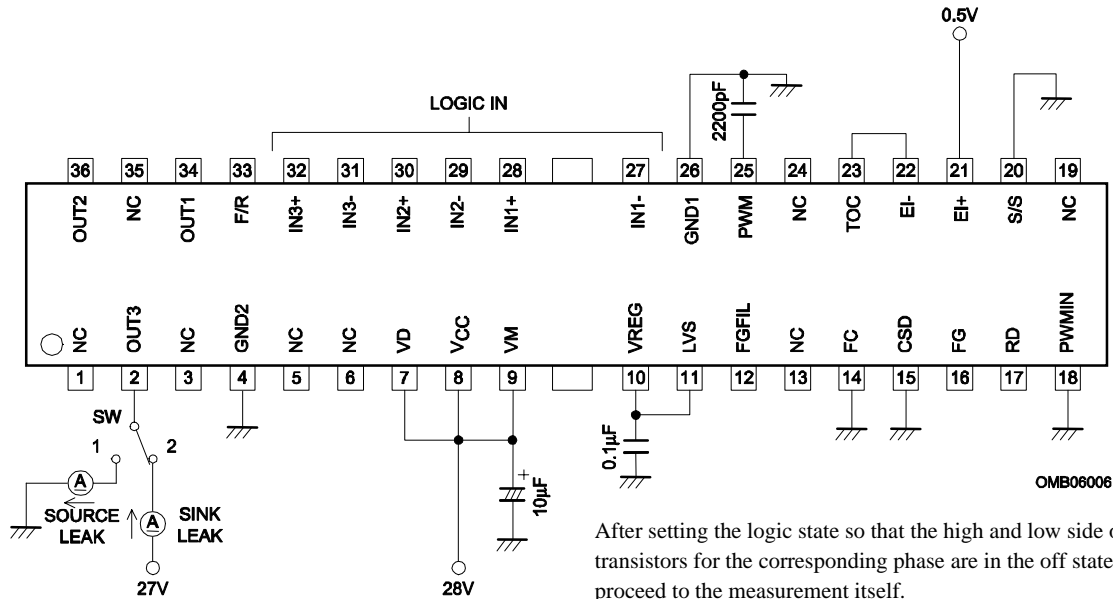 0.5V
LOGIC IN
2200pF
36 35 34 33 32 31 30 29 28 27 26 25 24 23 22 21 20 19
OUT2 NC OUT1 F/R IN3+ IN3- IN2+ IN2- IN1+ IN1- GND1 PWM NC TOC EI- EI+ S/S NC
NC OUT3 NC GND2 NC NC VD VCC VM VREG LVS FGFIL NC FC CSD FG RD PWMIN
1 2 3 4 5 6 7 8 9 10 11 12 13 14 15 16 17 18
SW
1 2
A
SOURCE LEAK
A
SINK LEAK
27V
28V
+
10μF
0.1μF
OMB06006
After setting the logic state so that the high and low side
transistors for the corresponding phase are in the off state
proceed to the measurement itself.